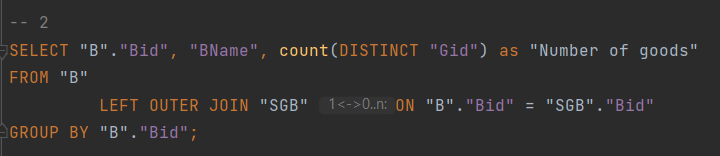 -- 2
SELECT "B"."Bid", "BName", count(DISTINCT "Gid") as "Number of goods"
FROM "B"
LEFT OUTER JOIN "SGB" 1<->0..n: ON "B"."Bid" = "SGB"."Bid"
GROUP BY "B"."Bid";